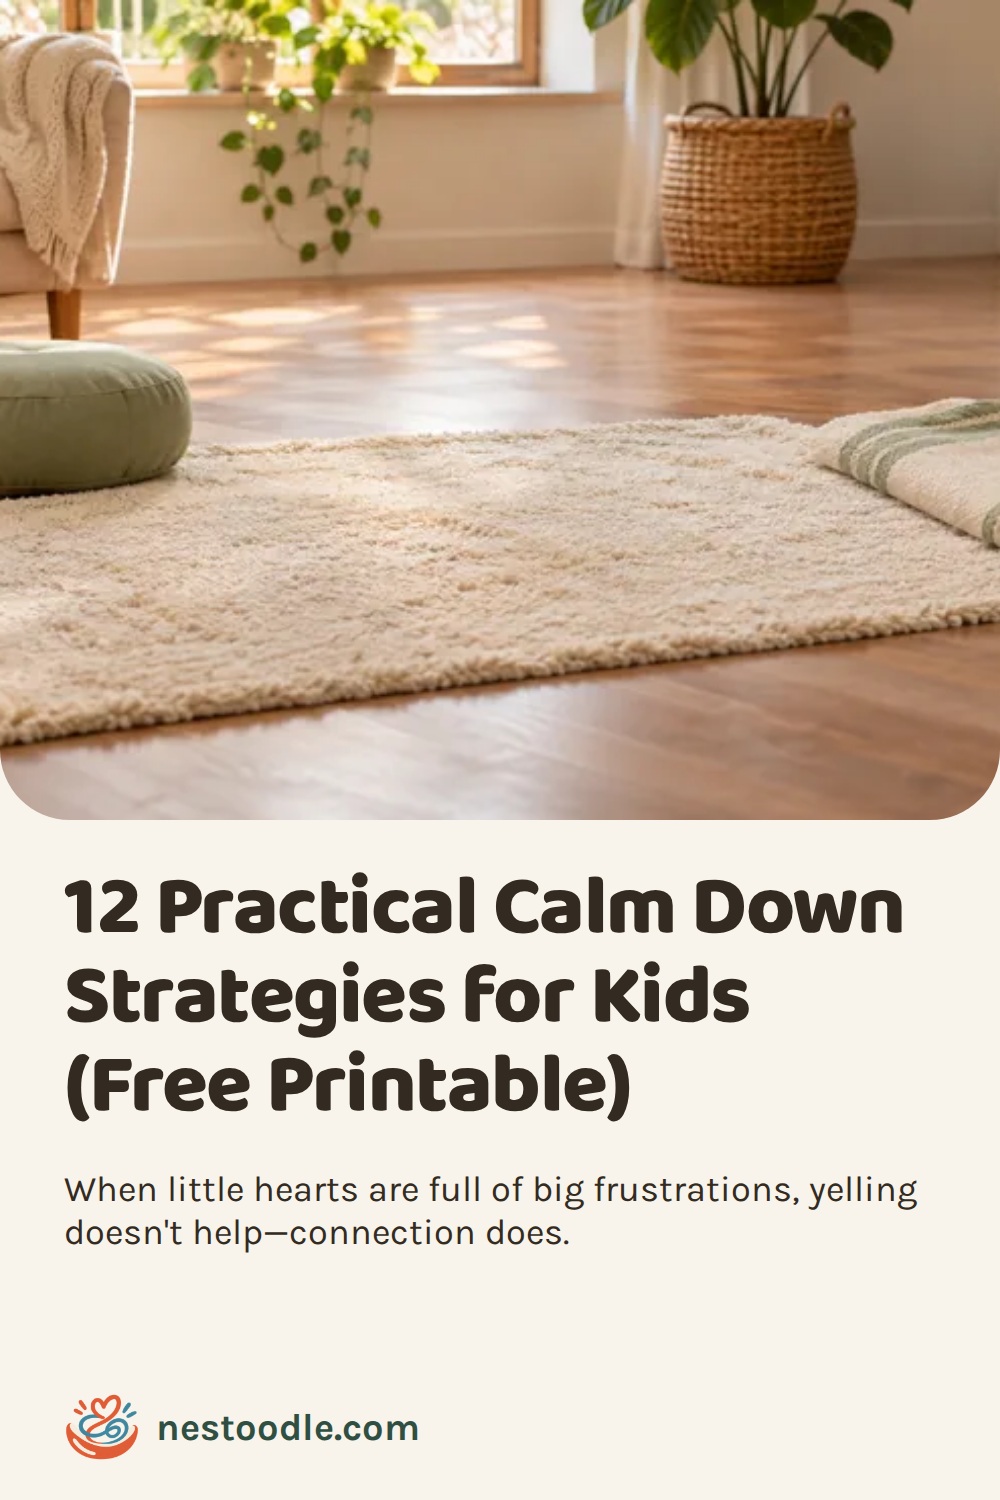 12 Practical Calm Down
Strategies for Kids
(Free Printable)
When little hearts are full of big frustrations, yelling
doesn't help—connection does.
nestoodle.com